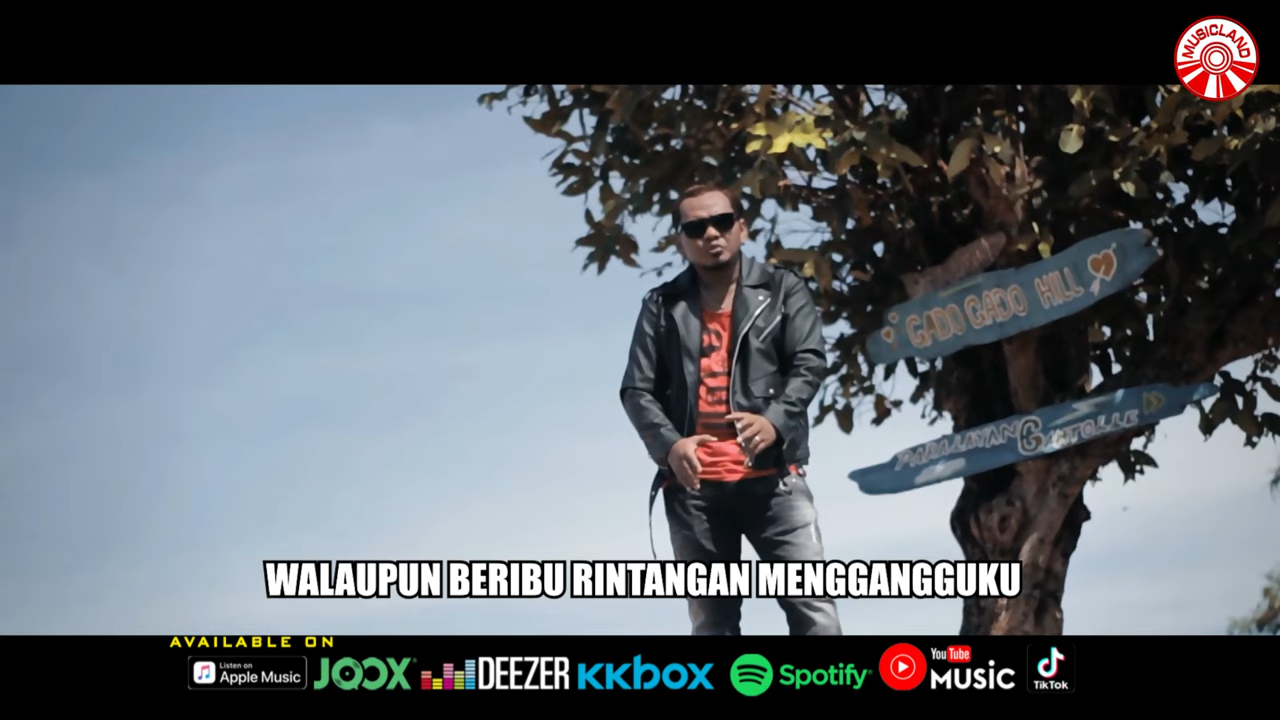 MUSICLAND
GADO GADO HILL
PARALAYANG GANTOLLE
WALAUPUN BERIBU RINTANGAN MENGGANGGUKU
AVAILABLE ON
Listen on
Apple Music
JOOX
DEEZER
KKBOX
Spotify
YouTube
MUSIC
TikTok